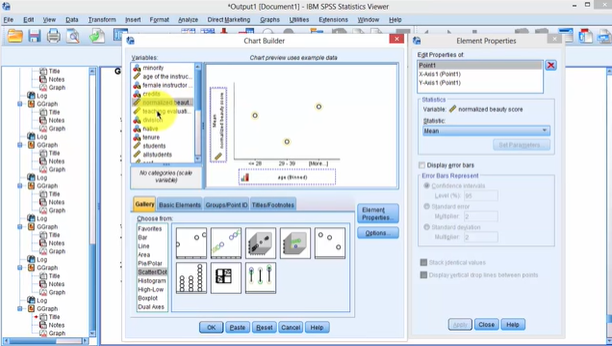 *Output1 [Document1] - IBM SPSS Statistics Viewer
File Edit View Data Transform Insert Format Analyze Direct Marketing Graphs Utilities Extensions Window Help
Title
Notes
Graph
Log
GGraph
Title
Notes
Graph
Log
GGraph
Title
Notes
Graph
Log
GGraph
Title
Notes
Graph
Log
GGraph
Title
Notes
Graph
Log
GGraph
Title
Notes
Graph
G
Chart Builder
Variables:
minority
age of the instruc...
female instructor ...
credits
normalized beaut...
teaching evaluati...
division
native
tenure
students
allstudents
No categories (scale
variable)
Chart preview uses example data
Mean
normalized beauty score
<= 28
29 - 39
[More...]
age (Binned)
Gallery
Basic Elements
Groups/Point ID
Titles/Footnotes
Choose from:
Favorites
Bar
Line
Area
Pie/Polar
Scatter/Dot
Histogram
High-Low
Boxplot
Dual Axes
Element
Properties...
Options...
OK
Paste
Reset
Cancel
Help
Element Properties
Edit Properties of:
Point1
X-Axis1 (Point1)
Y-Axis1 (Point1)
Statistics
Variable: normalized beauty score
Statistic:
Mean
Set Parameters...
Display error bars
Error Bars Represent
Confidence intervals
Level (%): 95
Standard error
Multiplier: 2
Standard deviation
Multiplier: 2
Stack identical values
Display vertical drop lines between points
Apply
Close
Help